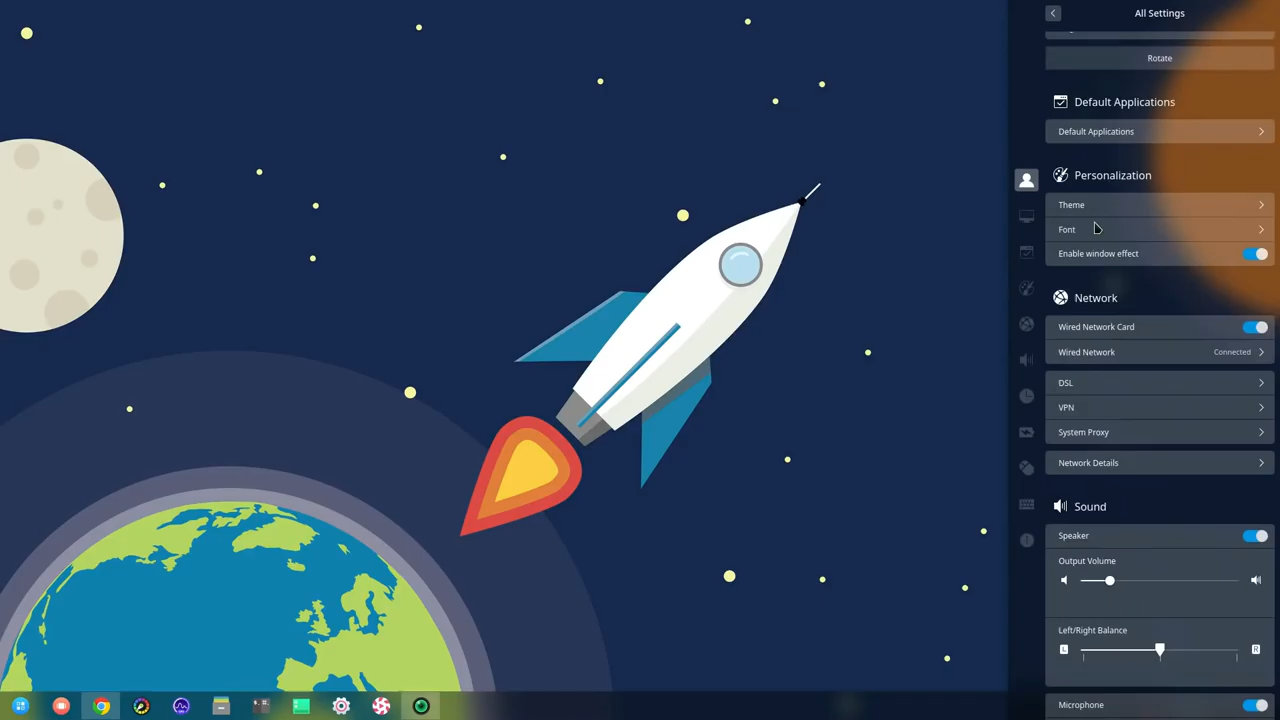 All Settings
Rotate
Default Applications
Default Applications
Personalization
Theme
Font
Enable window effect
Network
Wired Network Card
Wired Network Connected
DSL
VPN
System Proxy
Network Details
Sound
Speaker
Output Volume
Left/Right Balance
L R
Microphone